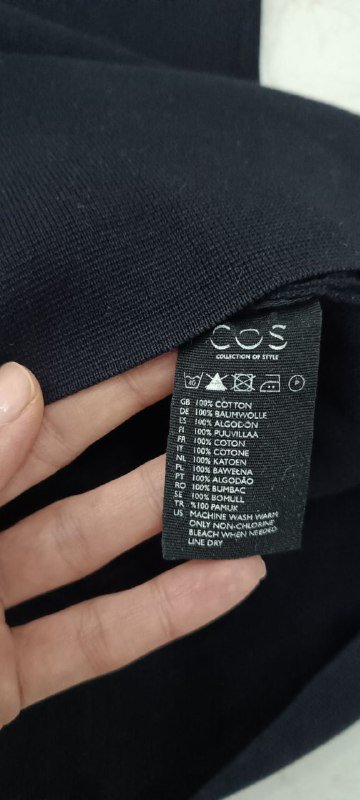 COS
COLLECTION OF STYLE
40
P
GB 100% COTTON
DE 100% BAUMWOLLE
ES 100% ALGODÓN
FI 100% PUUVILLAA
FR 100% COTON
IT 100% COTONE
NL 100% KATOEN
PL 100% BAWEŁNA
PT 100% ALGODÃO
RO 100% BUMBAC
SE 100% BOMULL
TR %100 PAMUK
US MACHINE WASH WARM
ONLY NON-CHLORINE
BLEACH WHEN NEEDED
LINE DRY